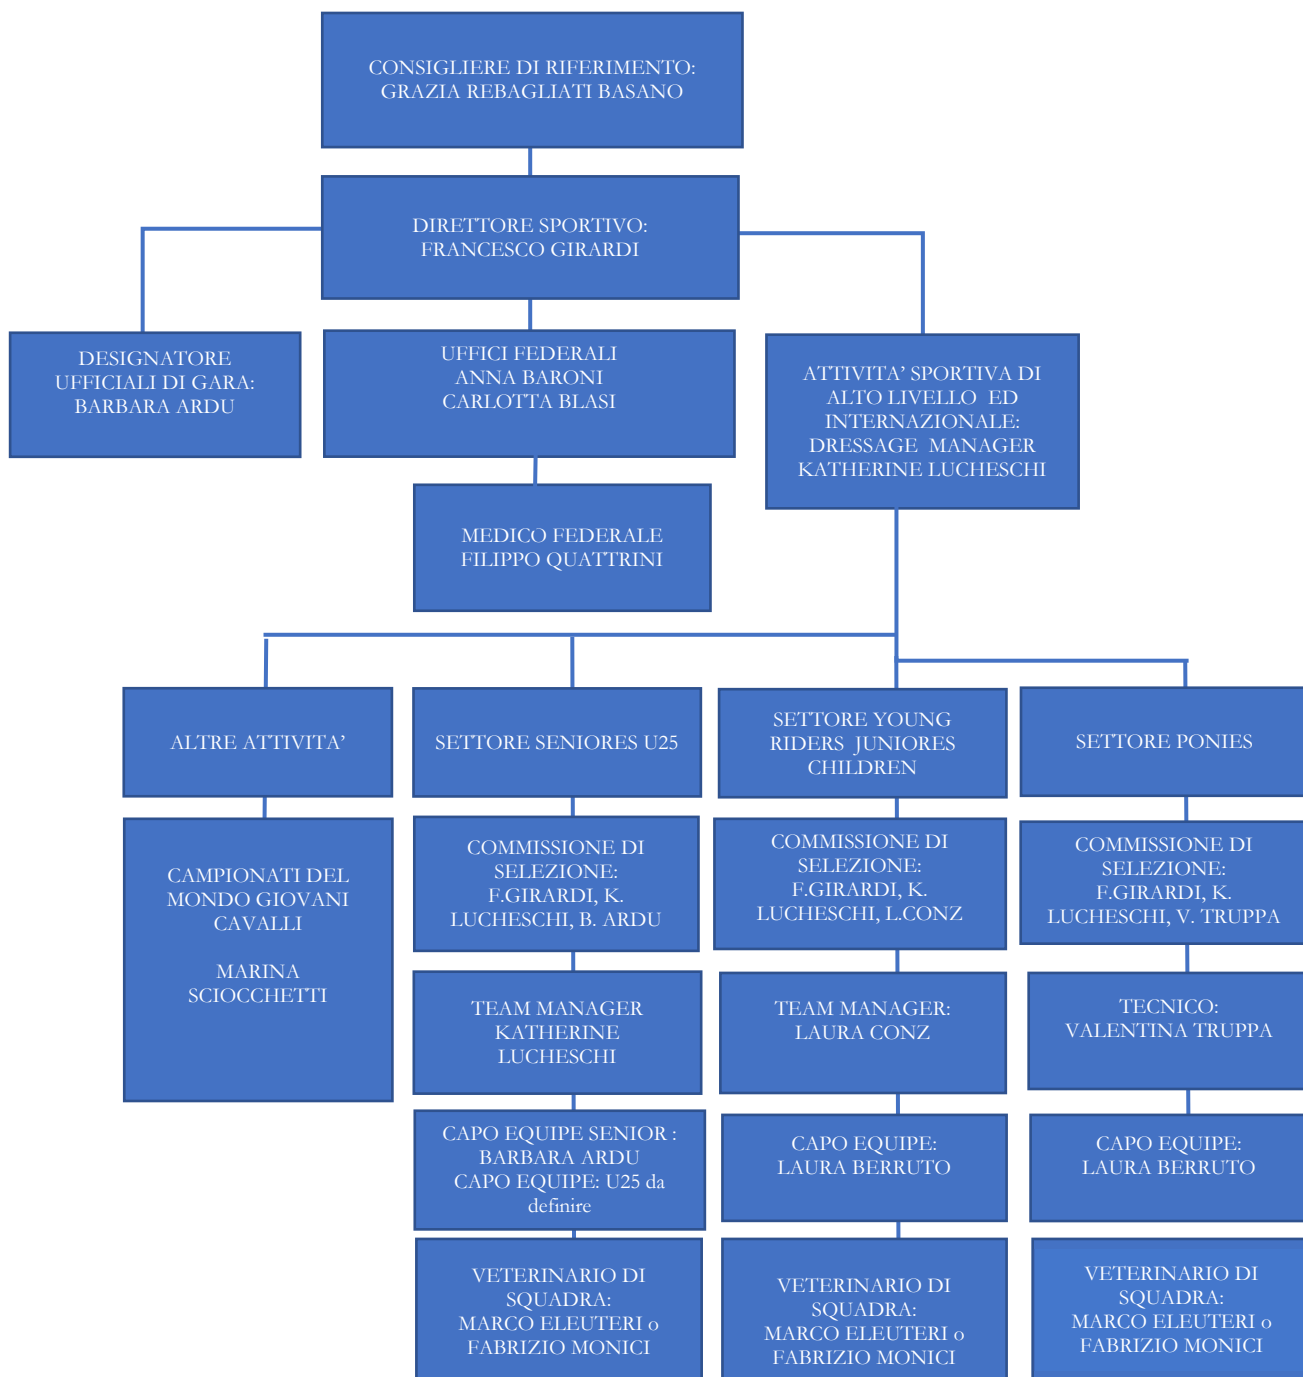 CONSIGLIERE DI RIFERIMENTO:
GRAZIA REBAGLIATI BASANO
DIRETTORE SPORTIVO:
FRANCESCO GIRARDI
DESIGNATORE
UFFICIALI DI GARA:
BARBARA ARDU
UFFICI FEDERALI
ANNA BARONI
CARLOTTA BLASI
ATTIVITA’ SPORTIVA DI
ALTO LIVELLO ED
INTERNAZIONALE:
DRESSAGE MANAGER
KATHERINE LUCHESCHI
MEDICO FEDERALE
FILIPPO QUATTRINI
ALTRE ATTIVITA’
SETTORE SENIORES U25
SETTORE YOUNG
RIDERS JUNIORES
CHILDREN
SETTORE PONIES
CAMPIONATI DEL
MONDO GIOVANI
CAVALLI
MARINA
SCIOCCHETTI
COMMISSIONE DI
SELEZIONE:
F.GIRARDI, K.
LUCHESCHI, B. ARDU
COMMISSIONE DI
SELEZIONE:
F.GIRARDI, K.
LUCHESCHI, L.CONZ
COMMISSIONE DI
SELEZIONE:
F.GIRARDI, K.
LUCHESCHI, V. TRUPPA
TEAM MANAGER
KATHERINE
LUCHESCHI
TEAM MANAGER:
LAURA CONZ
TECNICO:
VALENTINA TRUPPA
CAPO EQUIPE SENIOR :
BARBARA ARDU
CAPO EQUIPE: U25 da
definire
CAPO EQUIPE:
LAURA BERRUTO
CAPO EQUIPE:
LAURA BERRUTO
VETERINARIO DI
SQUADRA:
MARCO ELEUTERI o
FABRIZIO MONICI
VETERINARIO DI
SQUADRA:
MARCO ELEUTERI o
FABRIZIO MONICI
VETERINARIO DI
SQUADRA:
MARCO ELEUTERI o
FABRIZIO MONICI